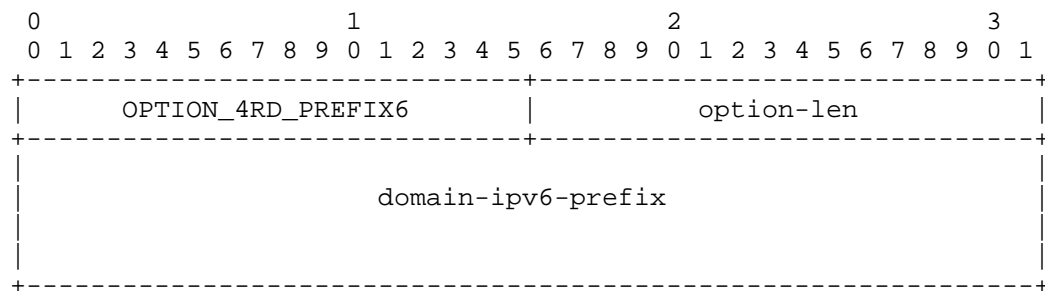 0                   1                   2                   3
 0 1 2 3 4 5 6 7 8 9 0 1 2 3 4 5 6 7 8 9 0 1 2 3 4 5 6 7 8 9 0 1
+-------------------------------+-------------------------------+
|      OPTION_4RD_PREFIX6       |          option-len           |
+-------------------------------+-------------------------------+
|                                                               |
|                      domain-ipv6-prefix                       |
|                                                               |
|                                                               |
+---------------------------------------------------------------+